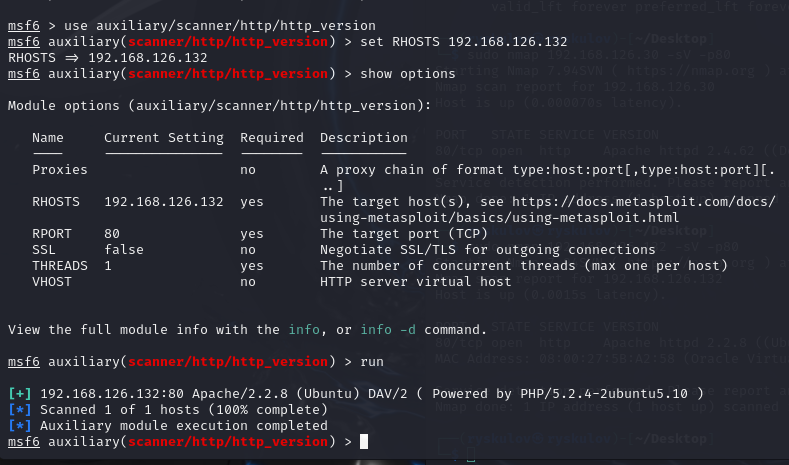 msf6 > use auxiliary/scanner/http/http_version
msf6 auxiliary(scanner/http/http_version) > set RHOSTS 192.168.126.132
RHOSTS => 192.168.126.132
msf6 auxiliary(scanner/http/http_version) > show options
Module options (auxiliary/scanner/http/http_version):
Name Current Setting Required Description
Proxies no A proxy chain of format type:host:port[,type:host:port][.
..]
RHOSTS 192.168.126.132 yes The target host(s), see https://docs.metasploit.com/docs/
using-metasploit/basics/using-metasploit.html
RPORT 80 yes The target port (TCP)
SSL false no Negotiate SSL/TLS for outgoing connections
THREADS 1 yes The number of concurrent threads (max one per host)
VHOST no HTTP server virtual host
View the full module info with the info, or info -d command.
msf6 auxiliary(scanner/http/http_version) > run
[+] 192.168.126.132:80 Apache/2.2.8 (Ubuntu) DAV/2 ( Powered by PHP/5.2.4-2ubuntu5.10 )
[*] Scanned 1 of 1 hosts (100% complete)
[*] Auxiliary module execution completed
msf6 auxiliary(scanner/http/http_version) >